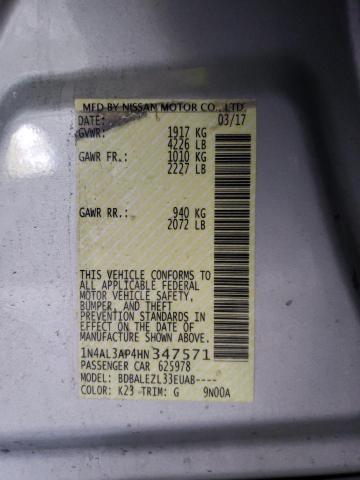 MFD BY NISSAN MOTOR CO., LTD.
DATE: 03/17
GVWR: 1917 KG
4226 LB
GAWR FR.: 1010 KG
2227 LB
GAWR RR.: 940 KG
2072 LB
THIS VEHICLE CONFORMS TO
ALL APPLICABLE FEDERAL
MOTOR VEHICLE SAFETY,
BUMPER, AND THEFT
PREVENTION STANDARDS IN
EFFECT ON THE DATE OF
MANUFACTURE SHOWN ABOVE.
1N4AL3AP4HN347571
PASSENGER CAR 625978
MODEL: BDBALEZL33EUAB----
COLOR: K23 TRIM: G 9N00A